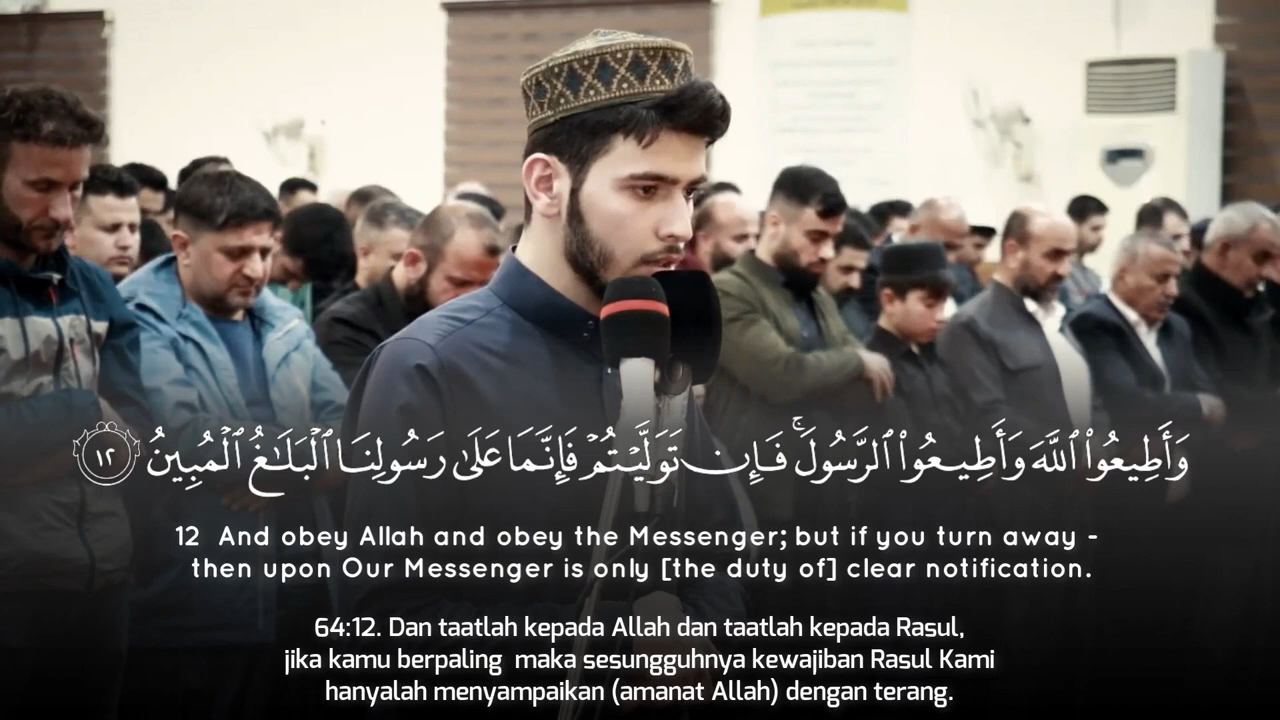 وَأَطِيعُوا۟ ٱللَّهَ وَأَطِيعُوا۟ ٱلرَّسُولَ ۚ فَإِن تَوَلَّيْتُمْ فَإِنَّمَا عَلَىٰ رَسُولِنَا ٱلْبَلَـٰغُ ٱلْمُبِينُ ١٢
12 And obey Allah and obey the Messenger; but if you turn away -
then upon Our Messenger is only [the duty of] clear notification.
64:12. Dan taatlah kepada Allah dan taatlah kepada Rasul,
jika kamu berpaling maka sesungguhnya kewajiban Rasul Kami
hanyalah menyampaikan (amanat Allah) dengan terang.